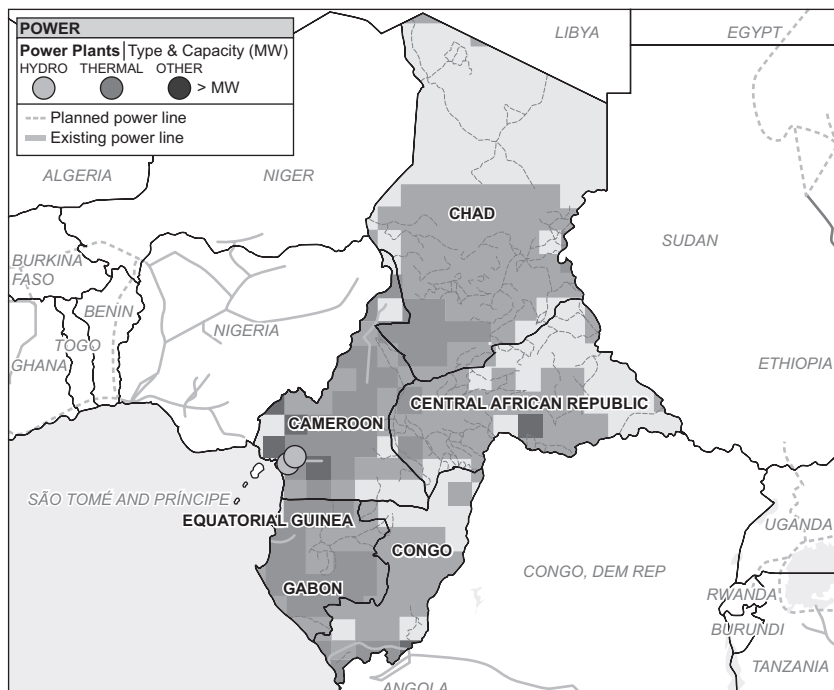 POWER
Power Plants | Type & Capacity (MW)
HYDRO THERMAL OTHER
> MW
Planned power line
Existing power line
LIBYA
EGYPT
ALGERIA
NIGER
CHAD
SUDAN
BURKINA
FASO
BENIN
NIGERIA
TOGO
GHANA
ETHIOPIA
CENTRAL AFRICAN REPUBLIC
CAMEROON
SÃO TOMÉ AND PRÍNCIPE
EQUATORIAL GUINEA
UGANDA
CONGO
CONGO, DEM REP
GABON
RWANDA
BURUNDI
TANZANIA
ANGOLA